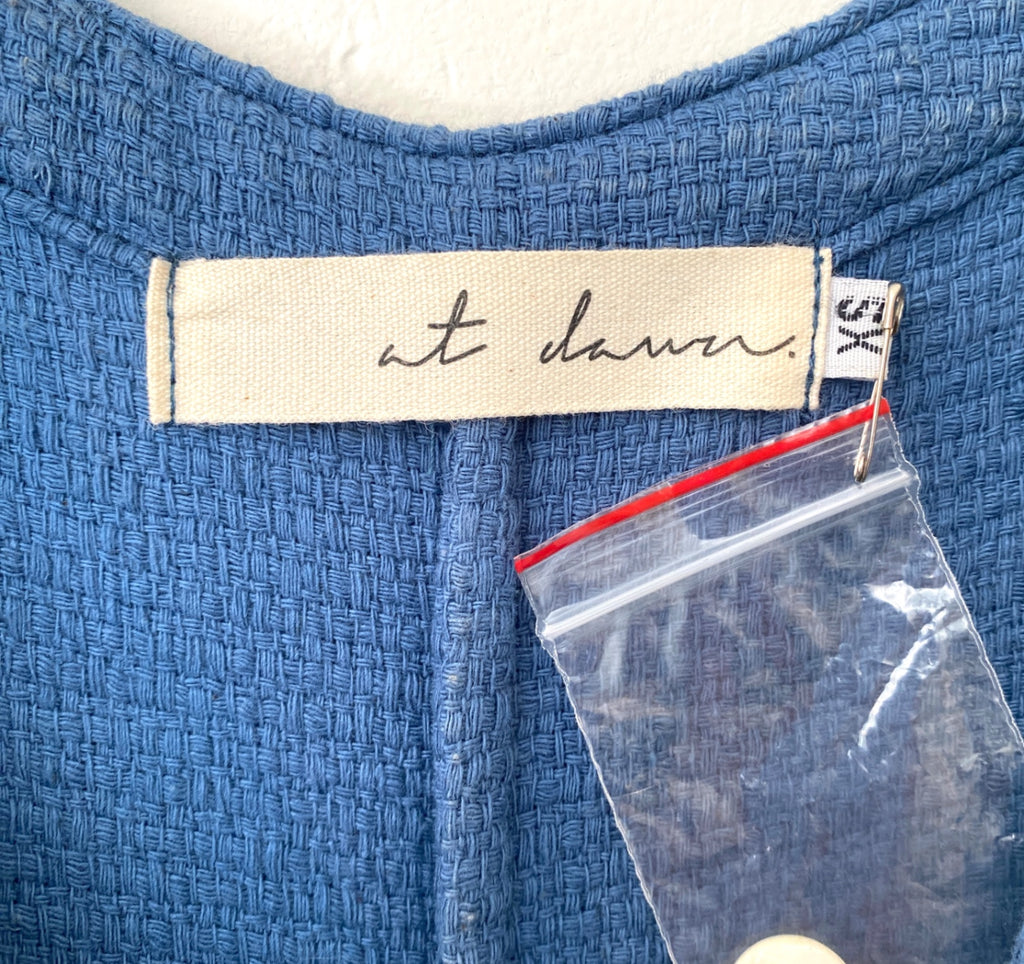 at dawn.
XS